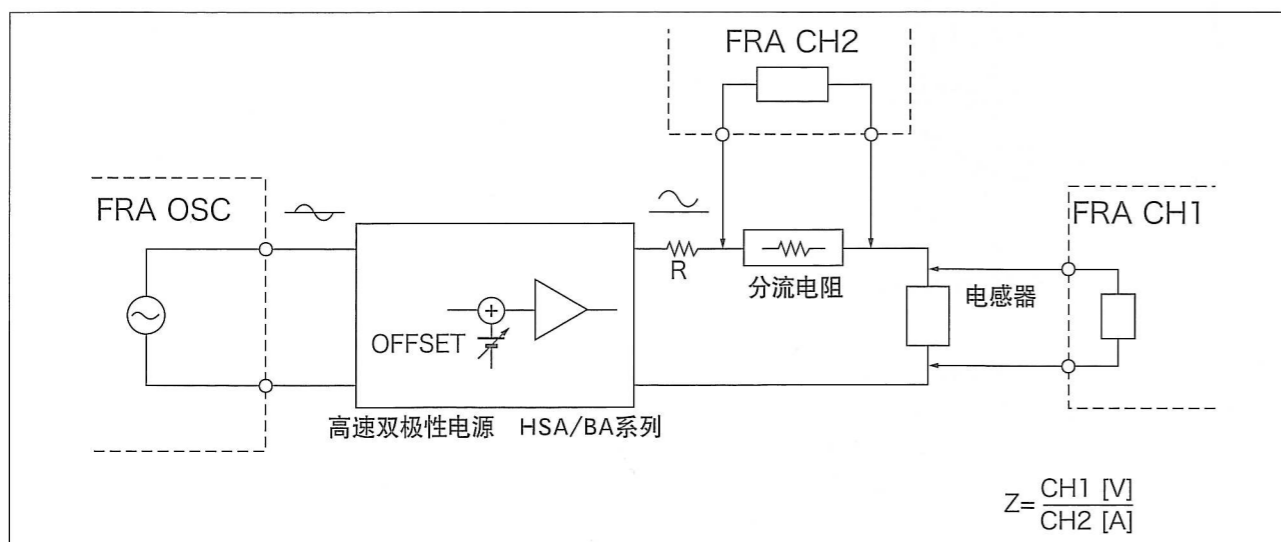 FRA CH2
FRA OSC
FRA CH1
R
分流电阻
电感器
OFFSET
高速双极性电源 HSA/BA系列
Z= CH1 [V]
CH2 [A]